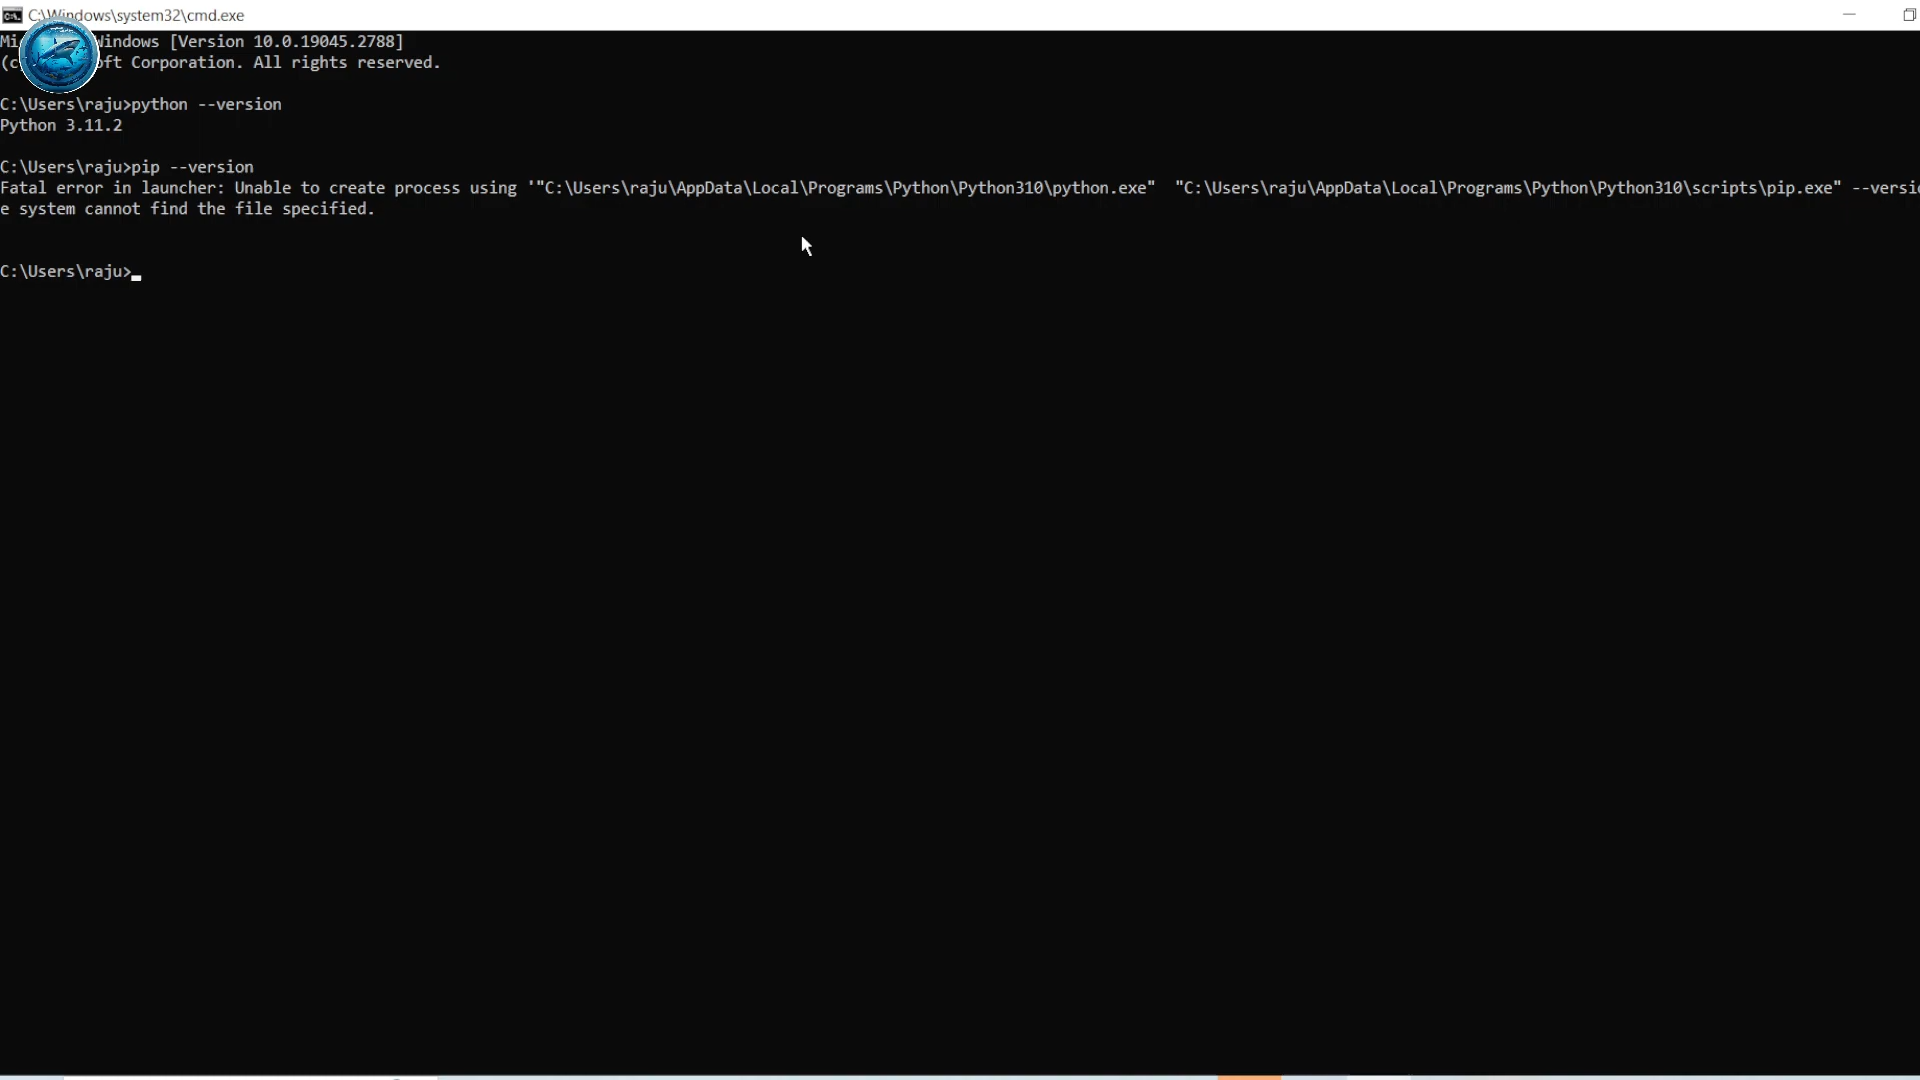 C:\Windows\system32\cmd.exe
Windows [Version 10.0.19045.2788]
Corporation. All rights reserved.
C:\Users\raju>python --version
Python 3.11.2
C:\Users\raju>pip --version
Fatal error in launcher: Unable to create process using '"C:\Users\raju\AppData\Local\Programs\Python\Python310\python.exe"  "C:\Users\raju\AppData\Local\Programs\Python\Python310\scripts\pip.exe" --versio
e system cannot find the file specified.
C:\Users\raju>